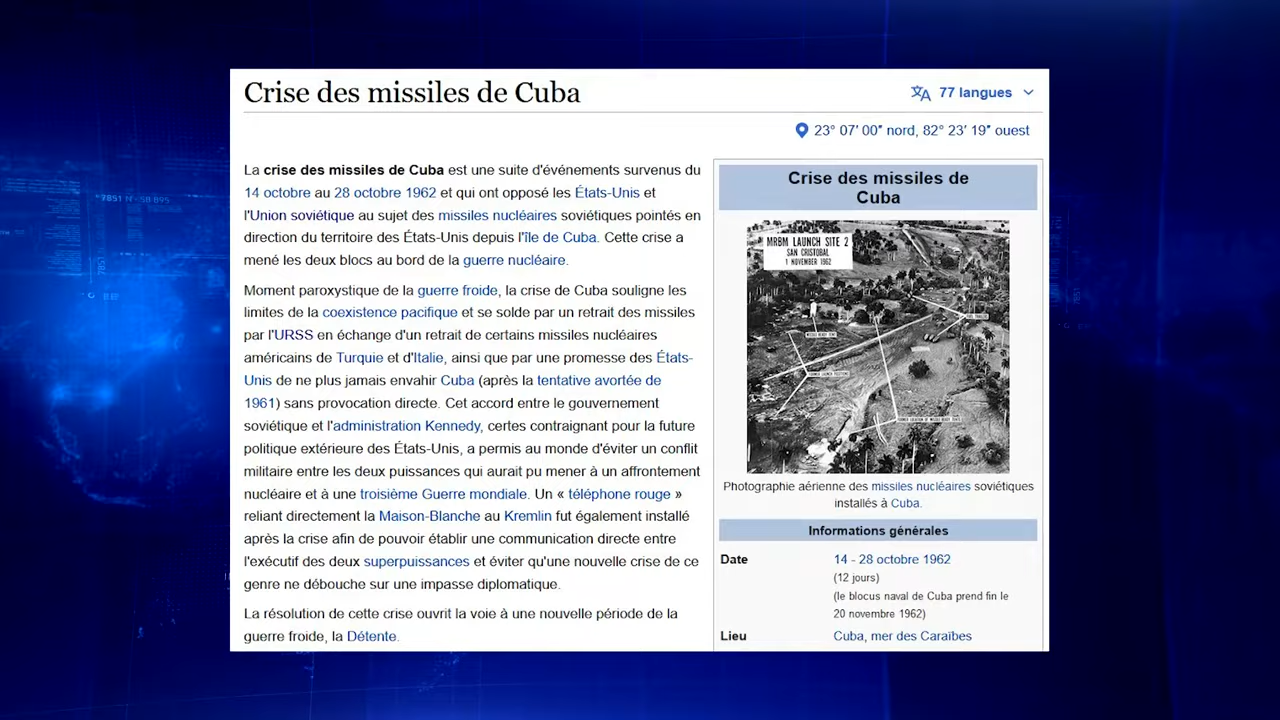 Crise des missiles de Cuba
77 langues
23° 07′ 00″ nord, 82° 23′ 19″ ouest
La crise des missiles de Cuba est une suite d'événements survenus du
14 octobre au 28 octobre 1962 et qui ont opposé les États-Unis et
l'Union soviétique au sujet des missiles nucléaires soviétiques pointés en
direction du territoire des États-Unis depuis l'île de Cuba. Cette crise a
mené les deux blocs au bord de la guerre nucléaire.
Moment paroxystique de la guerre froide, la crise de Cuba souligne les
limites de la coexistence pacifique et se solde par un retrait des missiles
par l'URSS en échange d'un retrait de certains missiles nucléaires
américains de Turquie et d'Italie, ainsi que par une promesse des États-
Unis de ne plus jamais envahir Cuba (après la tentative avortée de
1961) sans provocation directe. Cet accord entre le gouvernement
soviétique et l'administration Kennedy, certes contraignant pour la future
politique extérieure des États-Unis, a permis au monde d'éviter un conflit
militaire entre les deux puissances qui aurait pu mener à un affrontement
nucléaire et à une troisième Guerre mondiale. Un « téléphone rouge »
reliant directement la Maison-Blanche au Kremlin fut également installé
après la crise afin de pouvoir établir une communication directe entre
l'exécutif des deux superpuissances et éviter qu'une nouvelle crise de ce
genre ne débouche sur une impasse diplomatique.
La résolution de cette crise ouvrit la voie à une nouvelle période de la
guerre froide, la Détente.
Crise des missiles de
Cuba
MRBM LAUNCH SITE 2
SAN CRISTOBAL
1 NOVEMBER 1962
Photographie aérienne des missiles nucléaires soviétiques
installés à Cuba.
Informations générales
Date 14 - 28 octobre 1962
(12 jours)
(le blocus naval de Cuba prend fin le
20 novembre 1962)
Lieu Cuba, mer des Caraïbes